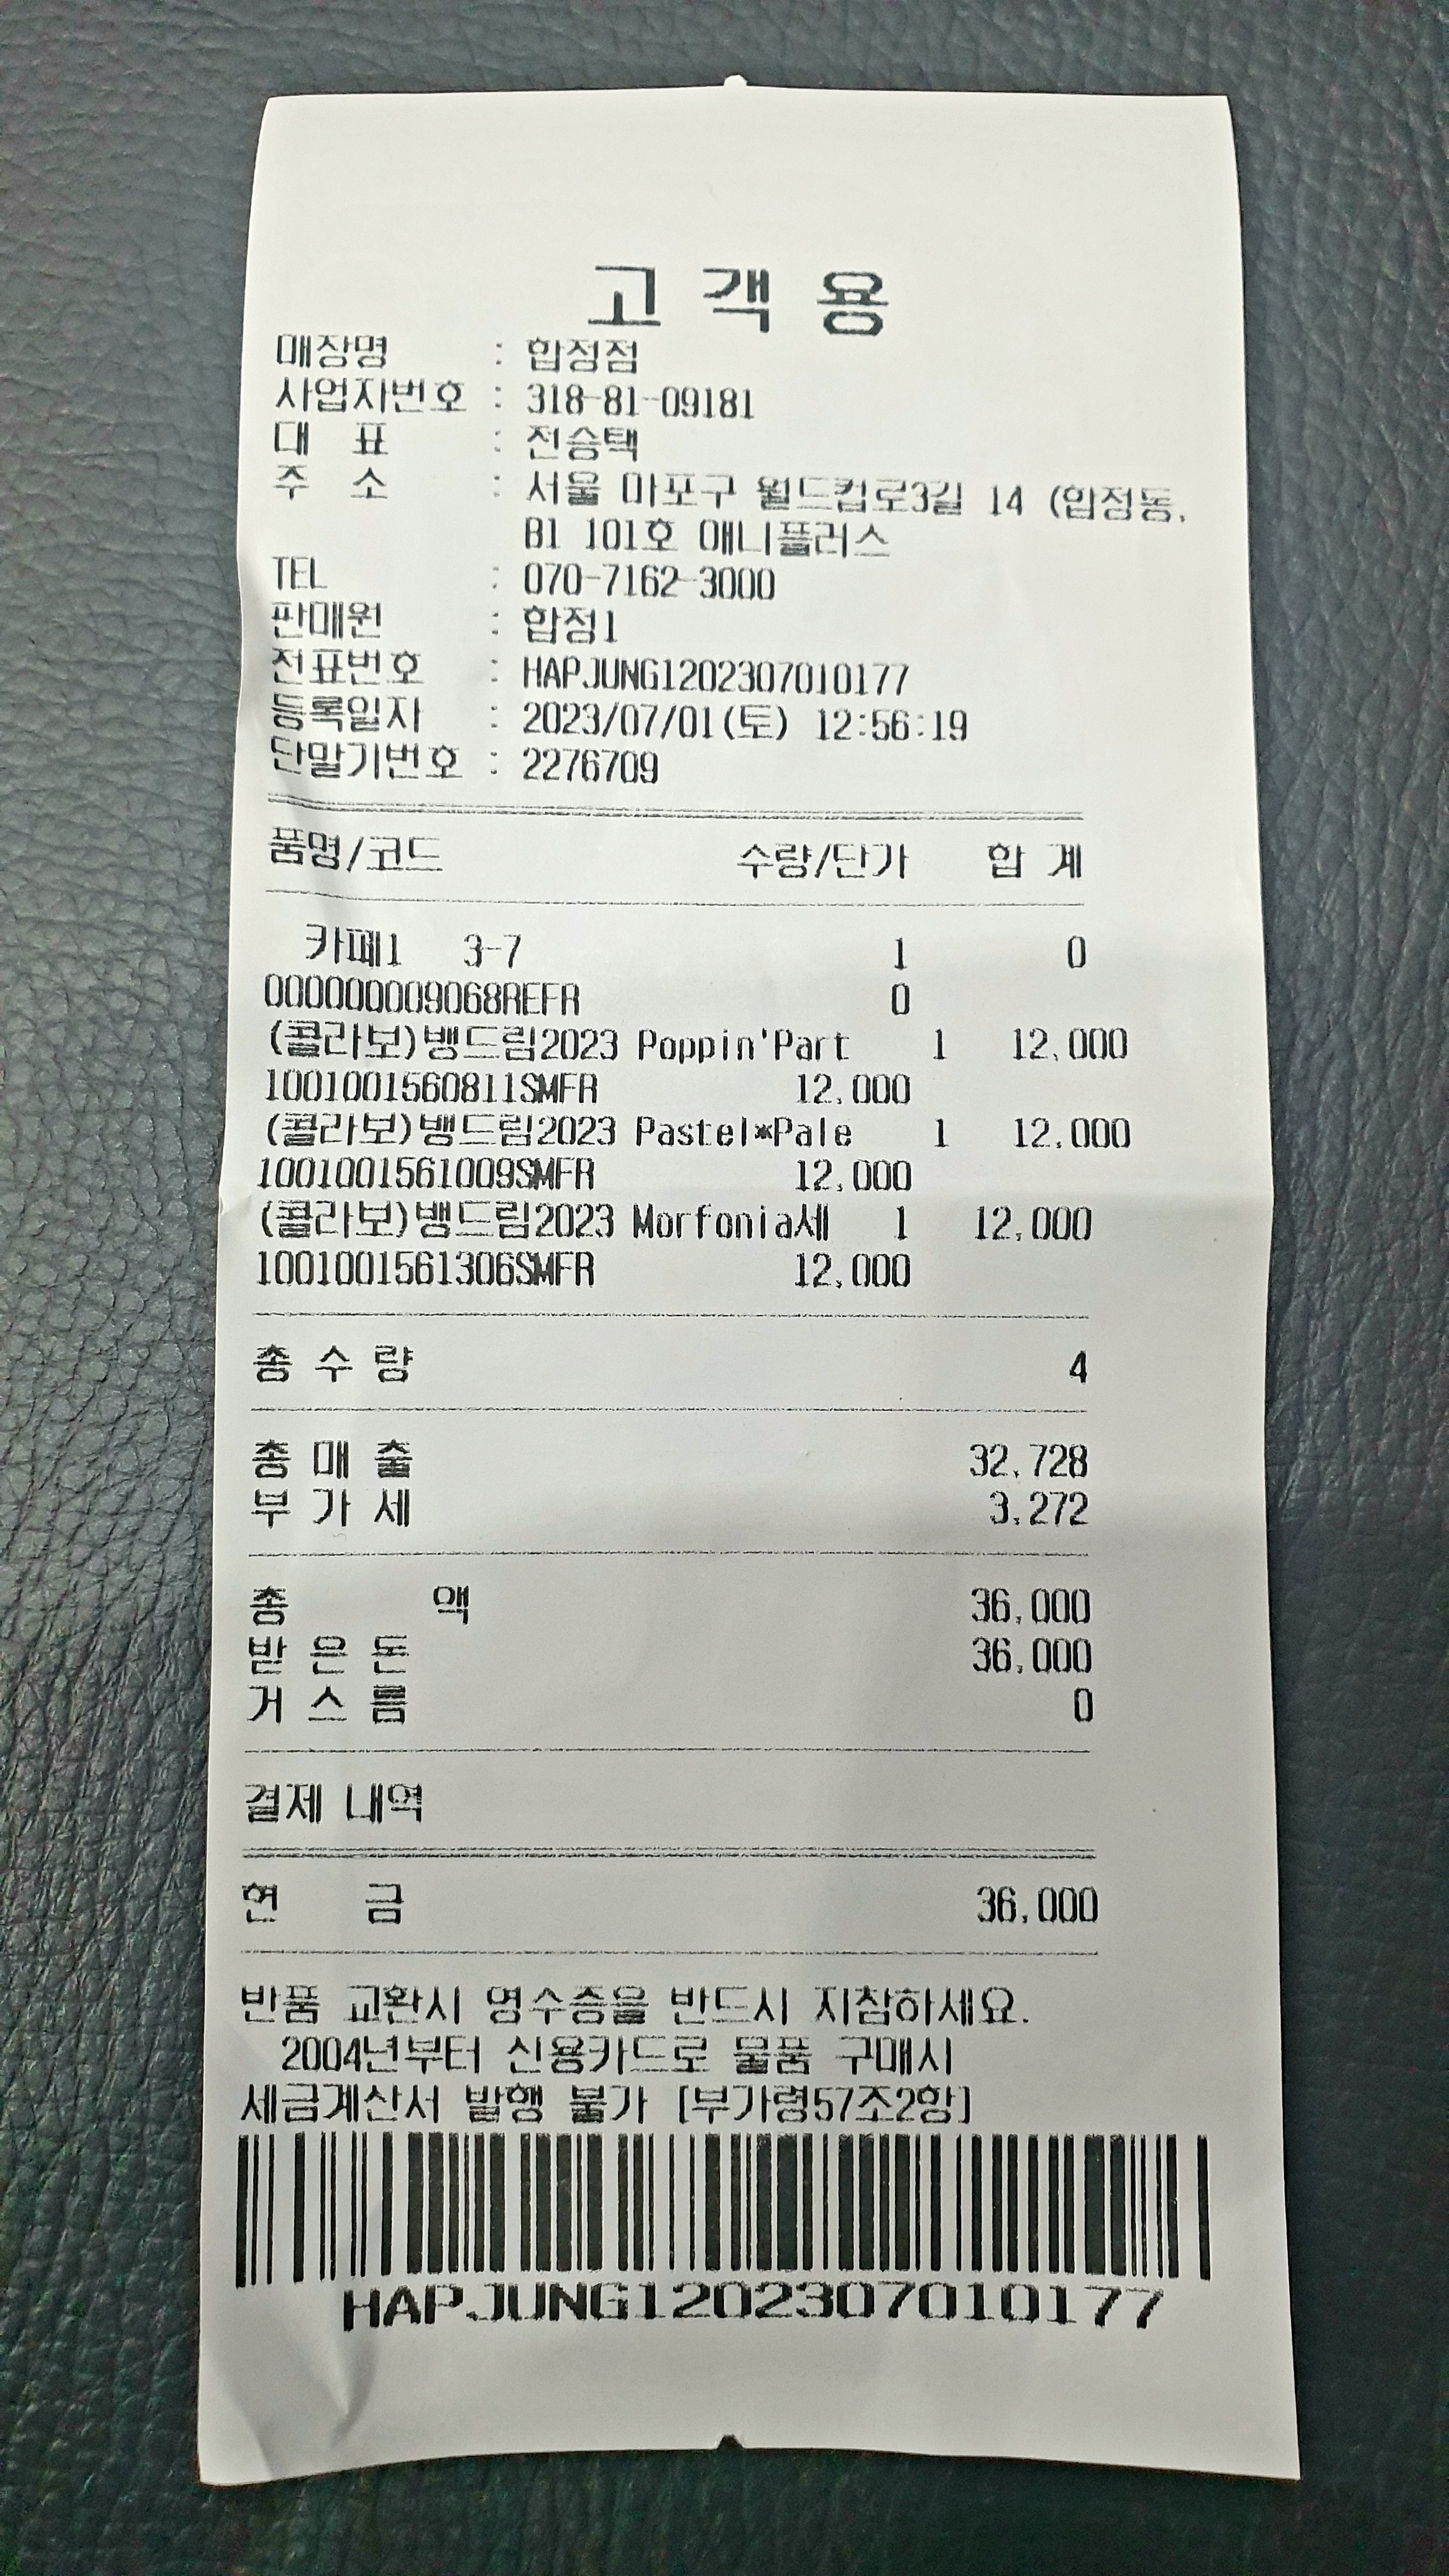 고객용
매장명 : 합정점
사업자번호 : 318-81-09181
대 표 : 전승택
주 소 : 서울 마포구 월드컵로3길 14 (합정동,
B1 101호 애니플러스
TEL : 070-7162-3000
판매원 : 합정1
전표번호 : HAPJUNG1202307010177
등록일자 : 2023/07/01(토) 12:56:19
단말기번호 : 2276709
품명/코드 수량/단가 합 계
카페1 3-7 1 0
000000009068REFR 0
(콜라보)뱅드림2023 Poppin'Part 1 12,000
1001001560811SMFR 12,000
(콜라보)뱅드림2023 Pastel*Pale 1 12,000
1001001561009SMFR 12,000
(콜라보)뱅드림2023 Morfonia세 1 12,000
1001001561306SMFR 12,000
총 수 량 4
총 매 출 32,728
부 가 세 3,272
총 액 36,000
받 은 돈 36,000
거 스 름 0
결제 내역
현 금 36,000
반품 교환시 영수증을 반드시 지참하세요.
2004년부터 신용카드로 물품 구매시
세금계산서 발행 불가 [부가령57조2항]
HAPJUNG1202307010177